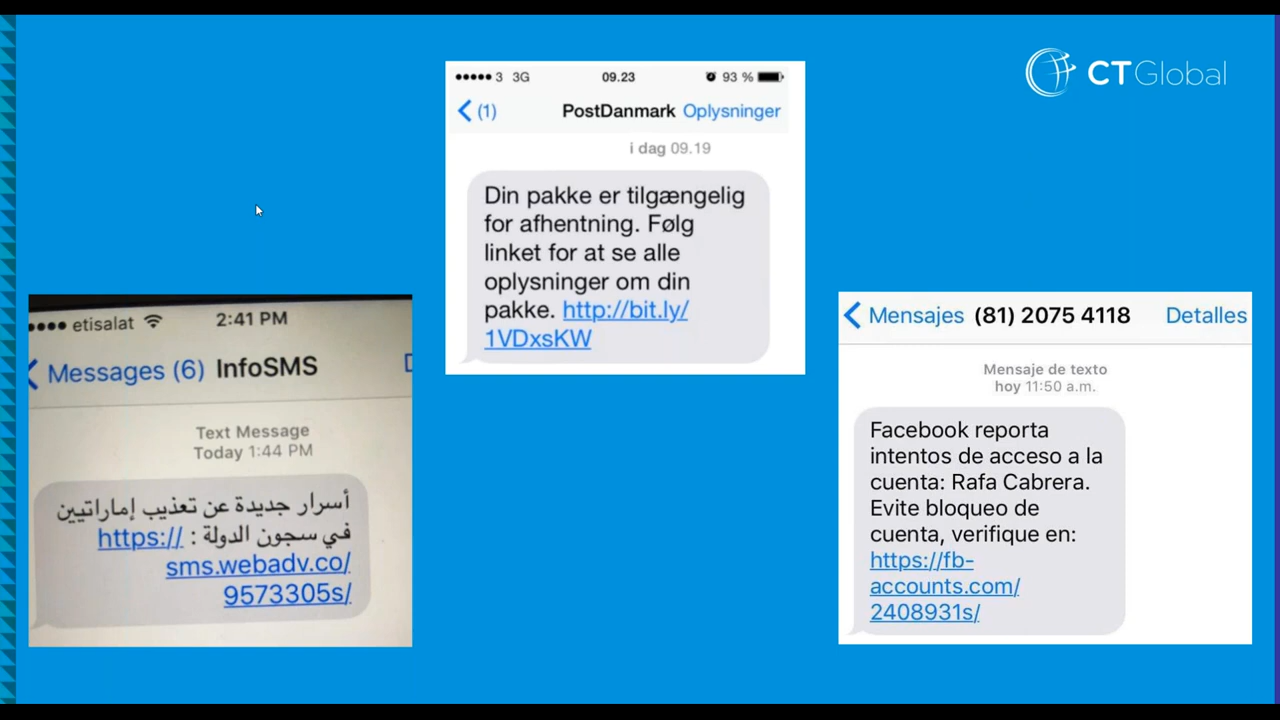 CTGlobal
●●●●● 3 3G 09.23 93 %
(1) PostDanmark Oplysninger
i dag 09.19
Din pakke er tilgængelig
for afhentning. Følg
linket for at se alle
oplysninger om din
pakke. http://bit.ly/
1VDxsKW
●●●● etisalat 2:41 PM
Messages (6) InfoSMS
Text Message
Today 1:44 PM
أسرار جديدة عن تعذيب إماراتيين
في سجون الدولة : https://
sms.webadv.co/
9573305s/
Mensajes (81) 2075 4118 Detalles
Mensaje de texto
hoy 11:50 a.m.
Facebook reporta
intentos de acceso a la
cuenta: Rafa Cabrera.
Evite bloqueo de
cuenta, verifique en:
https://fb-
accounts.com/
2408931s/